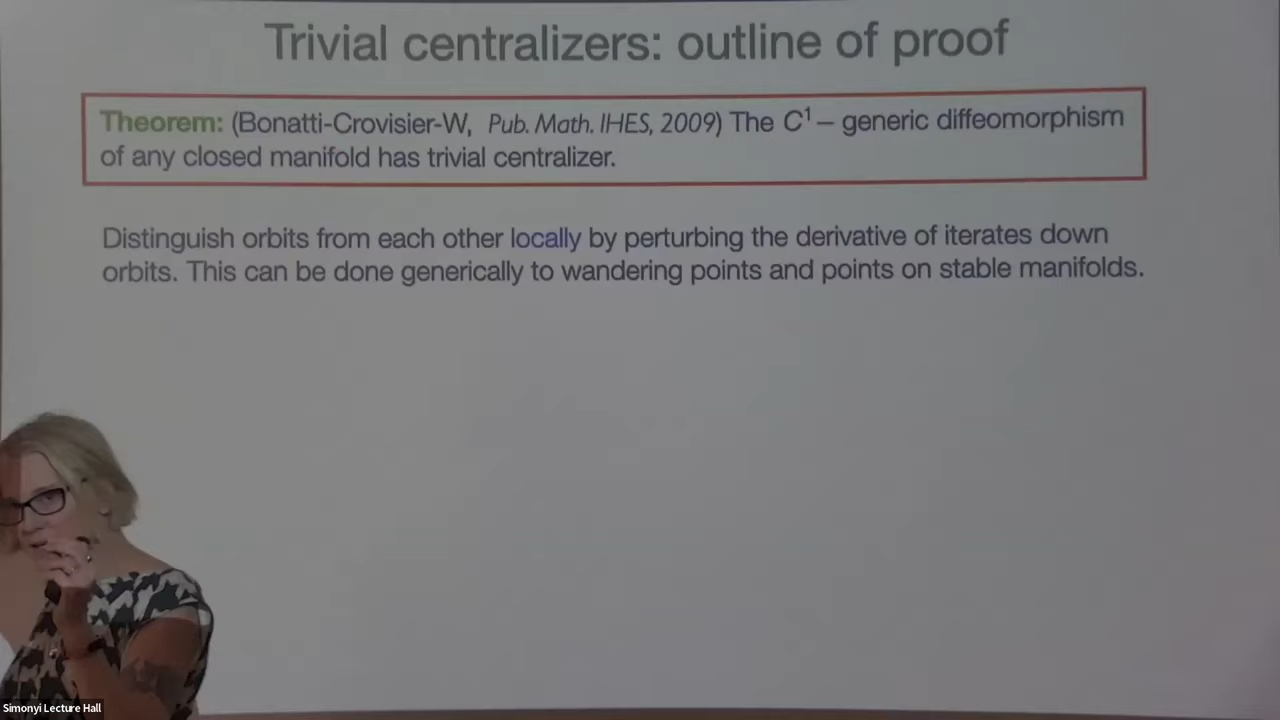 Trivial centralizers: outline of proof
Theorem: (Bonatti-Crovisier-W, Pub. Math. IHES, 2009) The C¹ – generic diffeomorphism
of any closed manifold has trivial centralizer.
Distinguish orbits from each other locally by perturbing the derivative of iterates down
orbits. This can be done generically to wandering points and points on stable manifolds.
Simonyi Lecture Hall